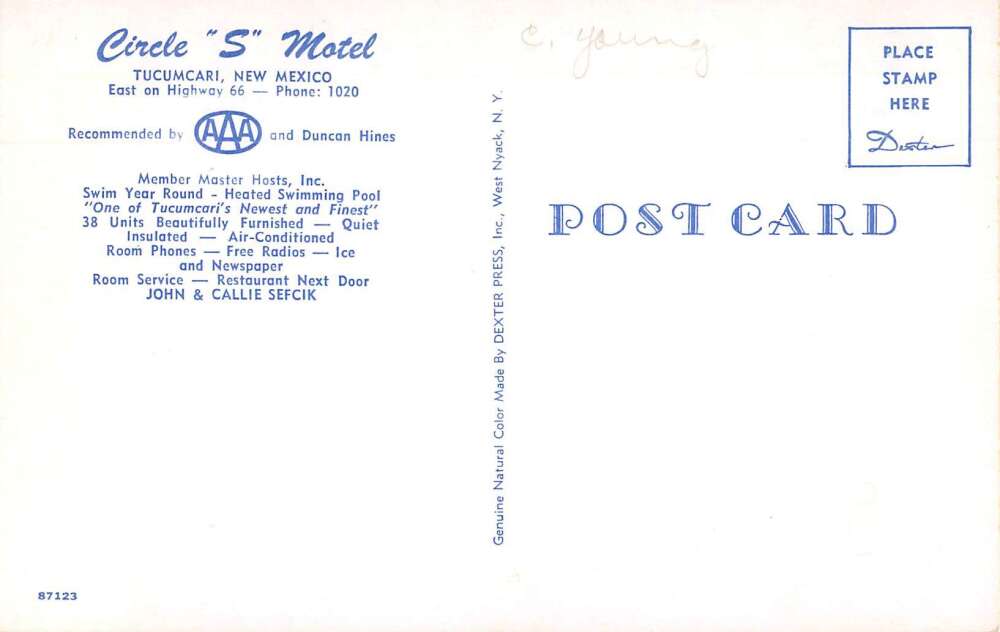 Circle "S" Motel
TUCUMCARI, NEW MEXICO
East on Highway 66 — Phone: 1020
Recommended by AAA and Duncan Hines
Member Master Hosts, Inc.
Swim Year Round - Heated Swimming Pool
"One of Tucumcari's Newest and Finest"
38 Units Beautifully Furnished — Quiet
Insulated — Air-Conditioned
Room Phones — Free Radios — Ice
and Newspaper
Room Service — Restaurant Next Door
JOHN & CALLIE SEFCIK
87123
Genuine Natural Color Made By DEXTER PRESS, Inc., West Nyack, N. Y.
C. Young
PLACE
STAMP
HERE
Dexter
POST CARD